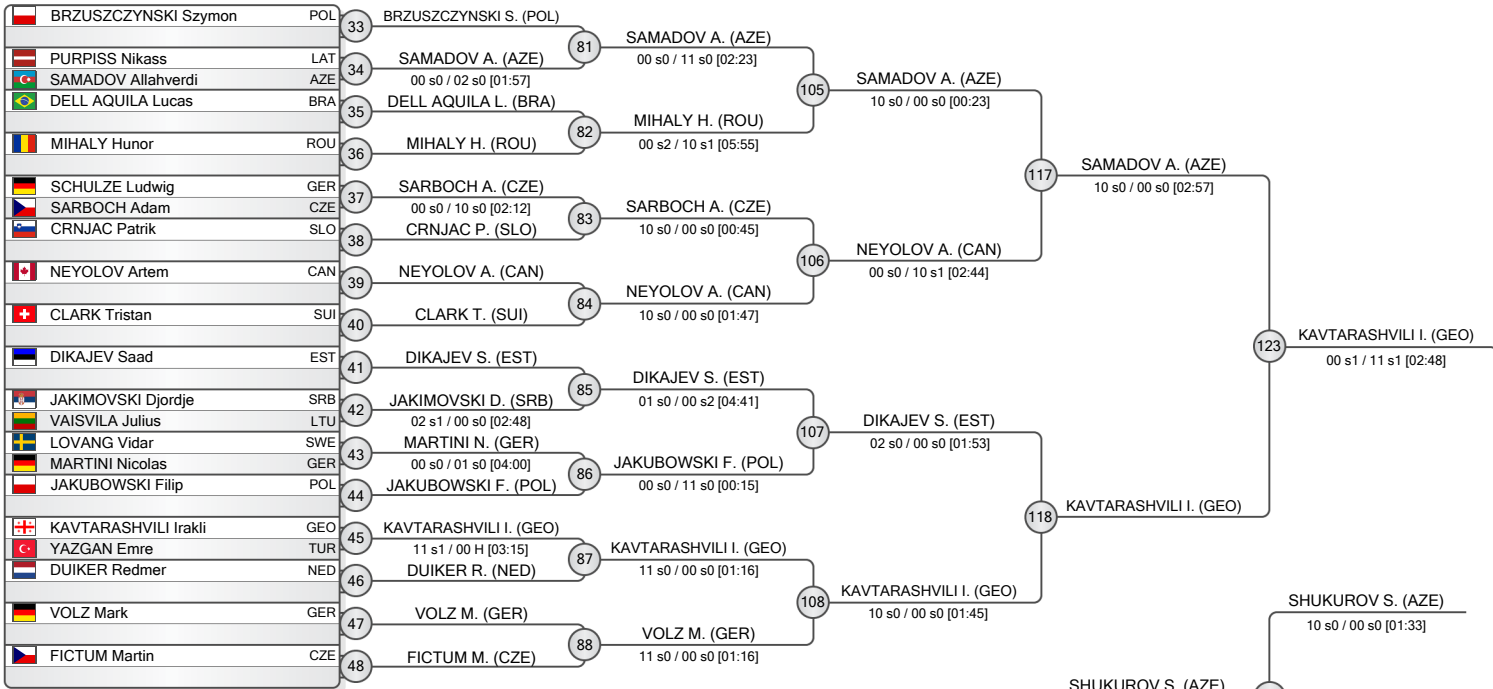 BRZUSZCZYNSKI Szymon POL
PURPISS Nikass LAT
SAMADOV Allahverdi AZE
DELL AQUILA Lucas BRA
MIHALY Hunor ROU
SCHULZE Ludwig GER
SARBOCH Adam CZE
CRNJAC Patrik SLO
NEYOLOV Artem CAN
CLARK Tristan SUI
DIKAJEV Saad EST
JAKIMOVSKI Djordje SRB
VAISVILA Julius LTU
LOVANG Vidar SWE
MARTINI Nicolas GER
JAKUBOWSKI Filip POL
KAVTARASHVILI Irakli GEO
YAZGAN Emre TUR
DUIKER Redmer NED
VOLZ Mark GER
FICTUM Martin CZE
33
34
35
36
37
38
39
40
41
42
43
44
45
46
47
48
BRZUSZCZYNSKI S. (POL)
SAMADOV A. (AZE)
00 s0 / 02 s0 [01:57]
DELL AQUILA L. (BRA)
MIHALY H. (ROU)
SARBOCH A. (CZE)
00 s0 / 10 s0 [02:12]
CRNJAC P. (SLO)
NEYOLOV A. (CAN)
CLARK T. (SUI)
DIKAJEV S. (EST)
JAKIMOVSKI D. (SRB)
02 s1 / 00 s0 [02:48]
MARTINI N. (GER)
00 s0 / 01 s0 [04:00]
JAKUBOWSKI F. (POL)
KAVTARASHVILI I. (GEO)
11 s1 / 00 H [03:15]
DUIKER R. (NED)
VOLZ M. (GER)
FICTUM M. (CZE)
81
82
83
84
85
86
87
88
SAMADOV A. (AZE)
00 s0 / 11 s0 [02:23]
MIHALY H. (ROU)
00 s2 / 10 s1 [05:55]
SARBOCH A. (CZE)
10 s0 / 00 s0 [00:45]
NEYOLOV A. (CAN)
10 s0 / 00 s0 [01:47]
DIKAJEV S. (EST)
01 s0 / 00 s2 [04:41]
JAKUBOWSKI F. (POL)
00 s0 / 11 s0 [00:15]
KAVTARASHVILI I. (GEO)
11 s0 / 00 s0 [01:16]
VOLZ M. (GER)
11 s0 / 00 s0 [01:16]
105
106
107
108
SAMADOV A. (AZE)
10 s0 / 00 s0 [00:23]
NEYOLOV A. (CAN)
00 s0 / 10 s1 [02:44]
DIKAJEV S. (EST)
02 s0 / 00 s0 [01:53]
KAVTARASHVILI I. (GEO)
10 s0 / 00 s0 [01:45]
117
118
SAMADOV A. (AZE)
10 s0 / 00 s0 [02:57]
KAVTARASHVILI I. (GEO)
123
KAVTARASHVILI I. (GEO)
00 s1 / 11 s1 [02:48]
SHUKUROV S. (AZE)
10 s0 / 00 s0 [01:33]
SHUKUROV S. (AZE)